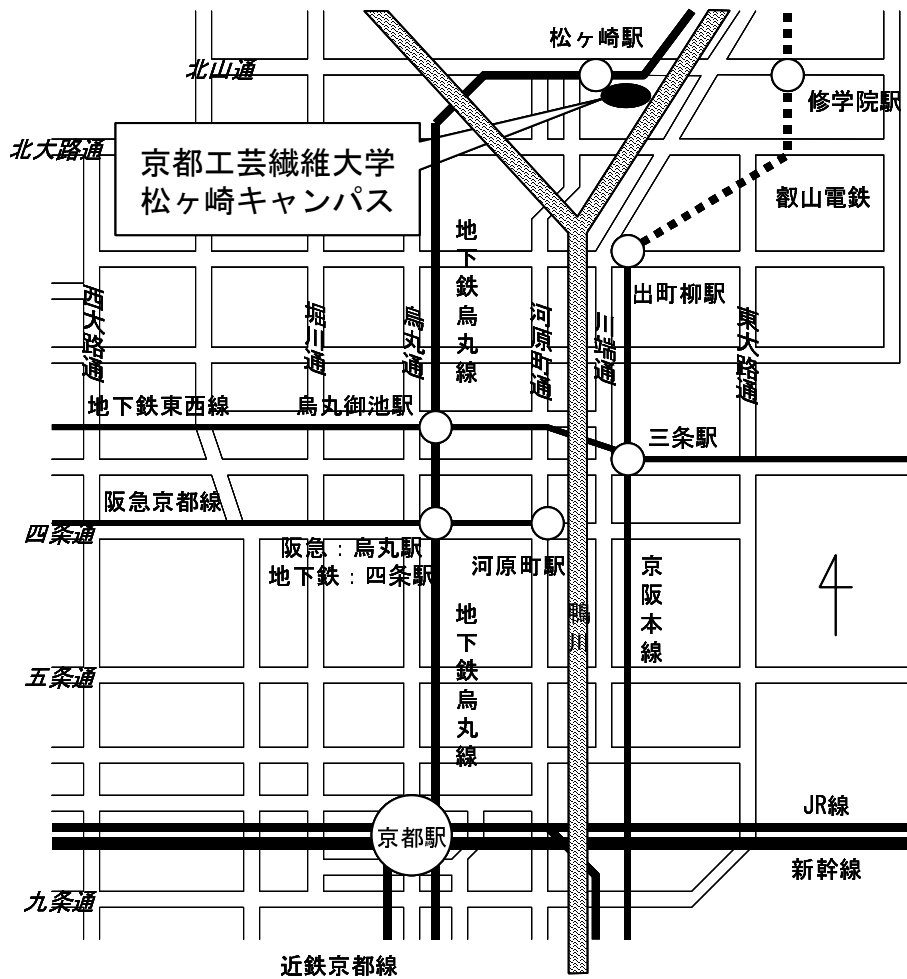 松ヶ崎駅
北山通
修学院駅
北大路通
京都工芸繊維大学
松ヶ崎キャンパス
叡山電鉄
地下鉄烏丸線
出町柳駅
西大路通
堀川通
烏丸通
河原町通
川端通
東大路通
地下鉄東西線
烏丸御池駅
三条駅
阪急京都線
四条通
阪急：烏丸駅
地下鉄：四条駅
河原町駅
京阪本線
鴨川
地下鉄烏丸線
五条通
JR線
京都駅
新幹線
九条通
近鉄京都線